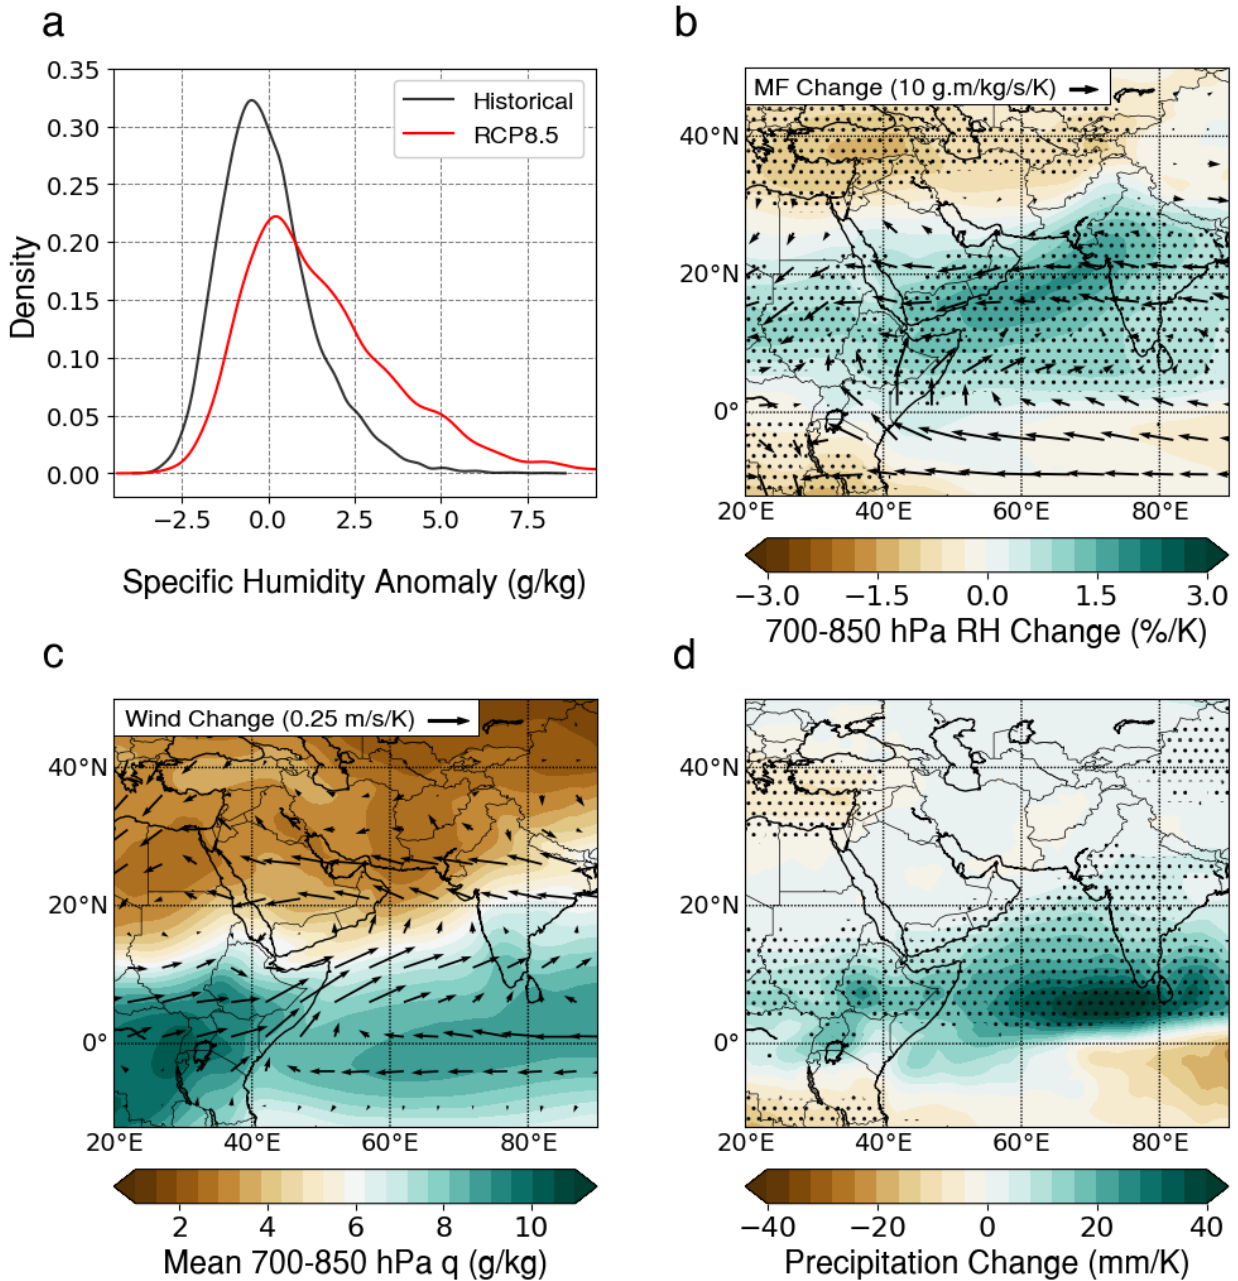 a
0.35
0.30
0.25
0.20
0.15
0.10
0.05
0.00
Density
Historical
RCP8.5
−2.5 0.0 2.5 5.0 7.5
Specific Humidity Anomaly (g/kg)
b
MF Change (10 g.m/kg/s/K)
40°N
20°N
0°
20°E 40°E 60°E 80°E
−3.0 −1.5 0.0 1.5 3.0
700-850 hPa RH Change (%/K)
c
Wind Change (0.25 m/s/K)
40°N
20°N
0°
20°E 40°E 60°E 80°E
2 4 6 8 10
Mean 700-850 hPa q (g/kg)
d
40°N
20°N
0°
20°E 40°E 60°E 80°E
−40 −20 0 20 40
Precipitation Change (mm/K)